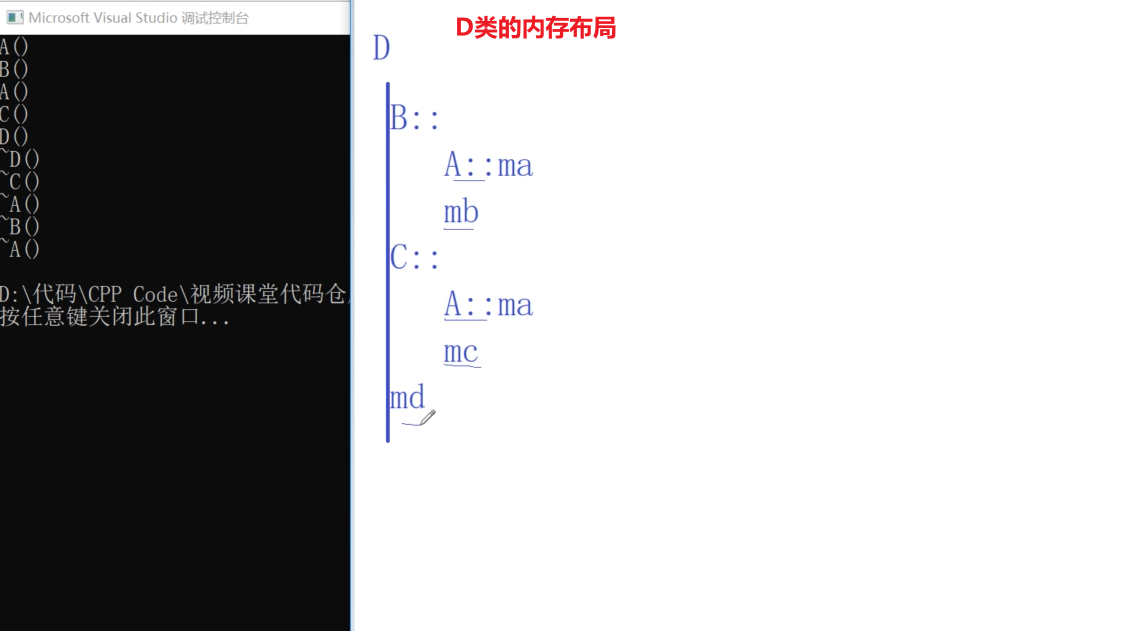 Microsoft Visual Studio 调试控制台
A()
B()
A()
C()
D()
~D()
~C()
~A()
~B()
~A()
D:\代码\CPP Code\视频课堂代码仓
按任意键关闭此窗口...
D类的内存布局
D
B::
A::ma
mb
C::
A::ma
mc
md